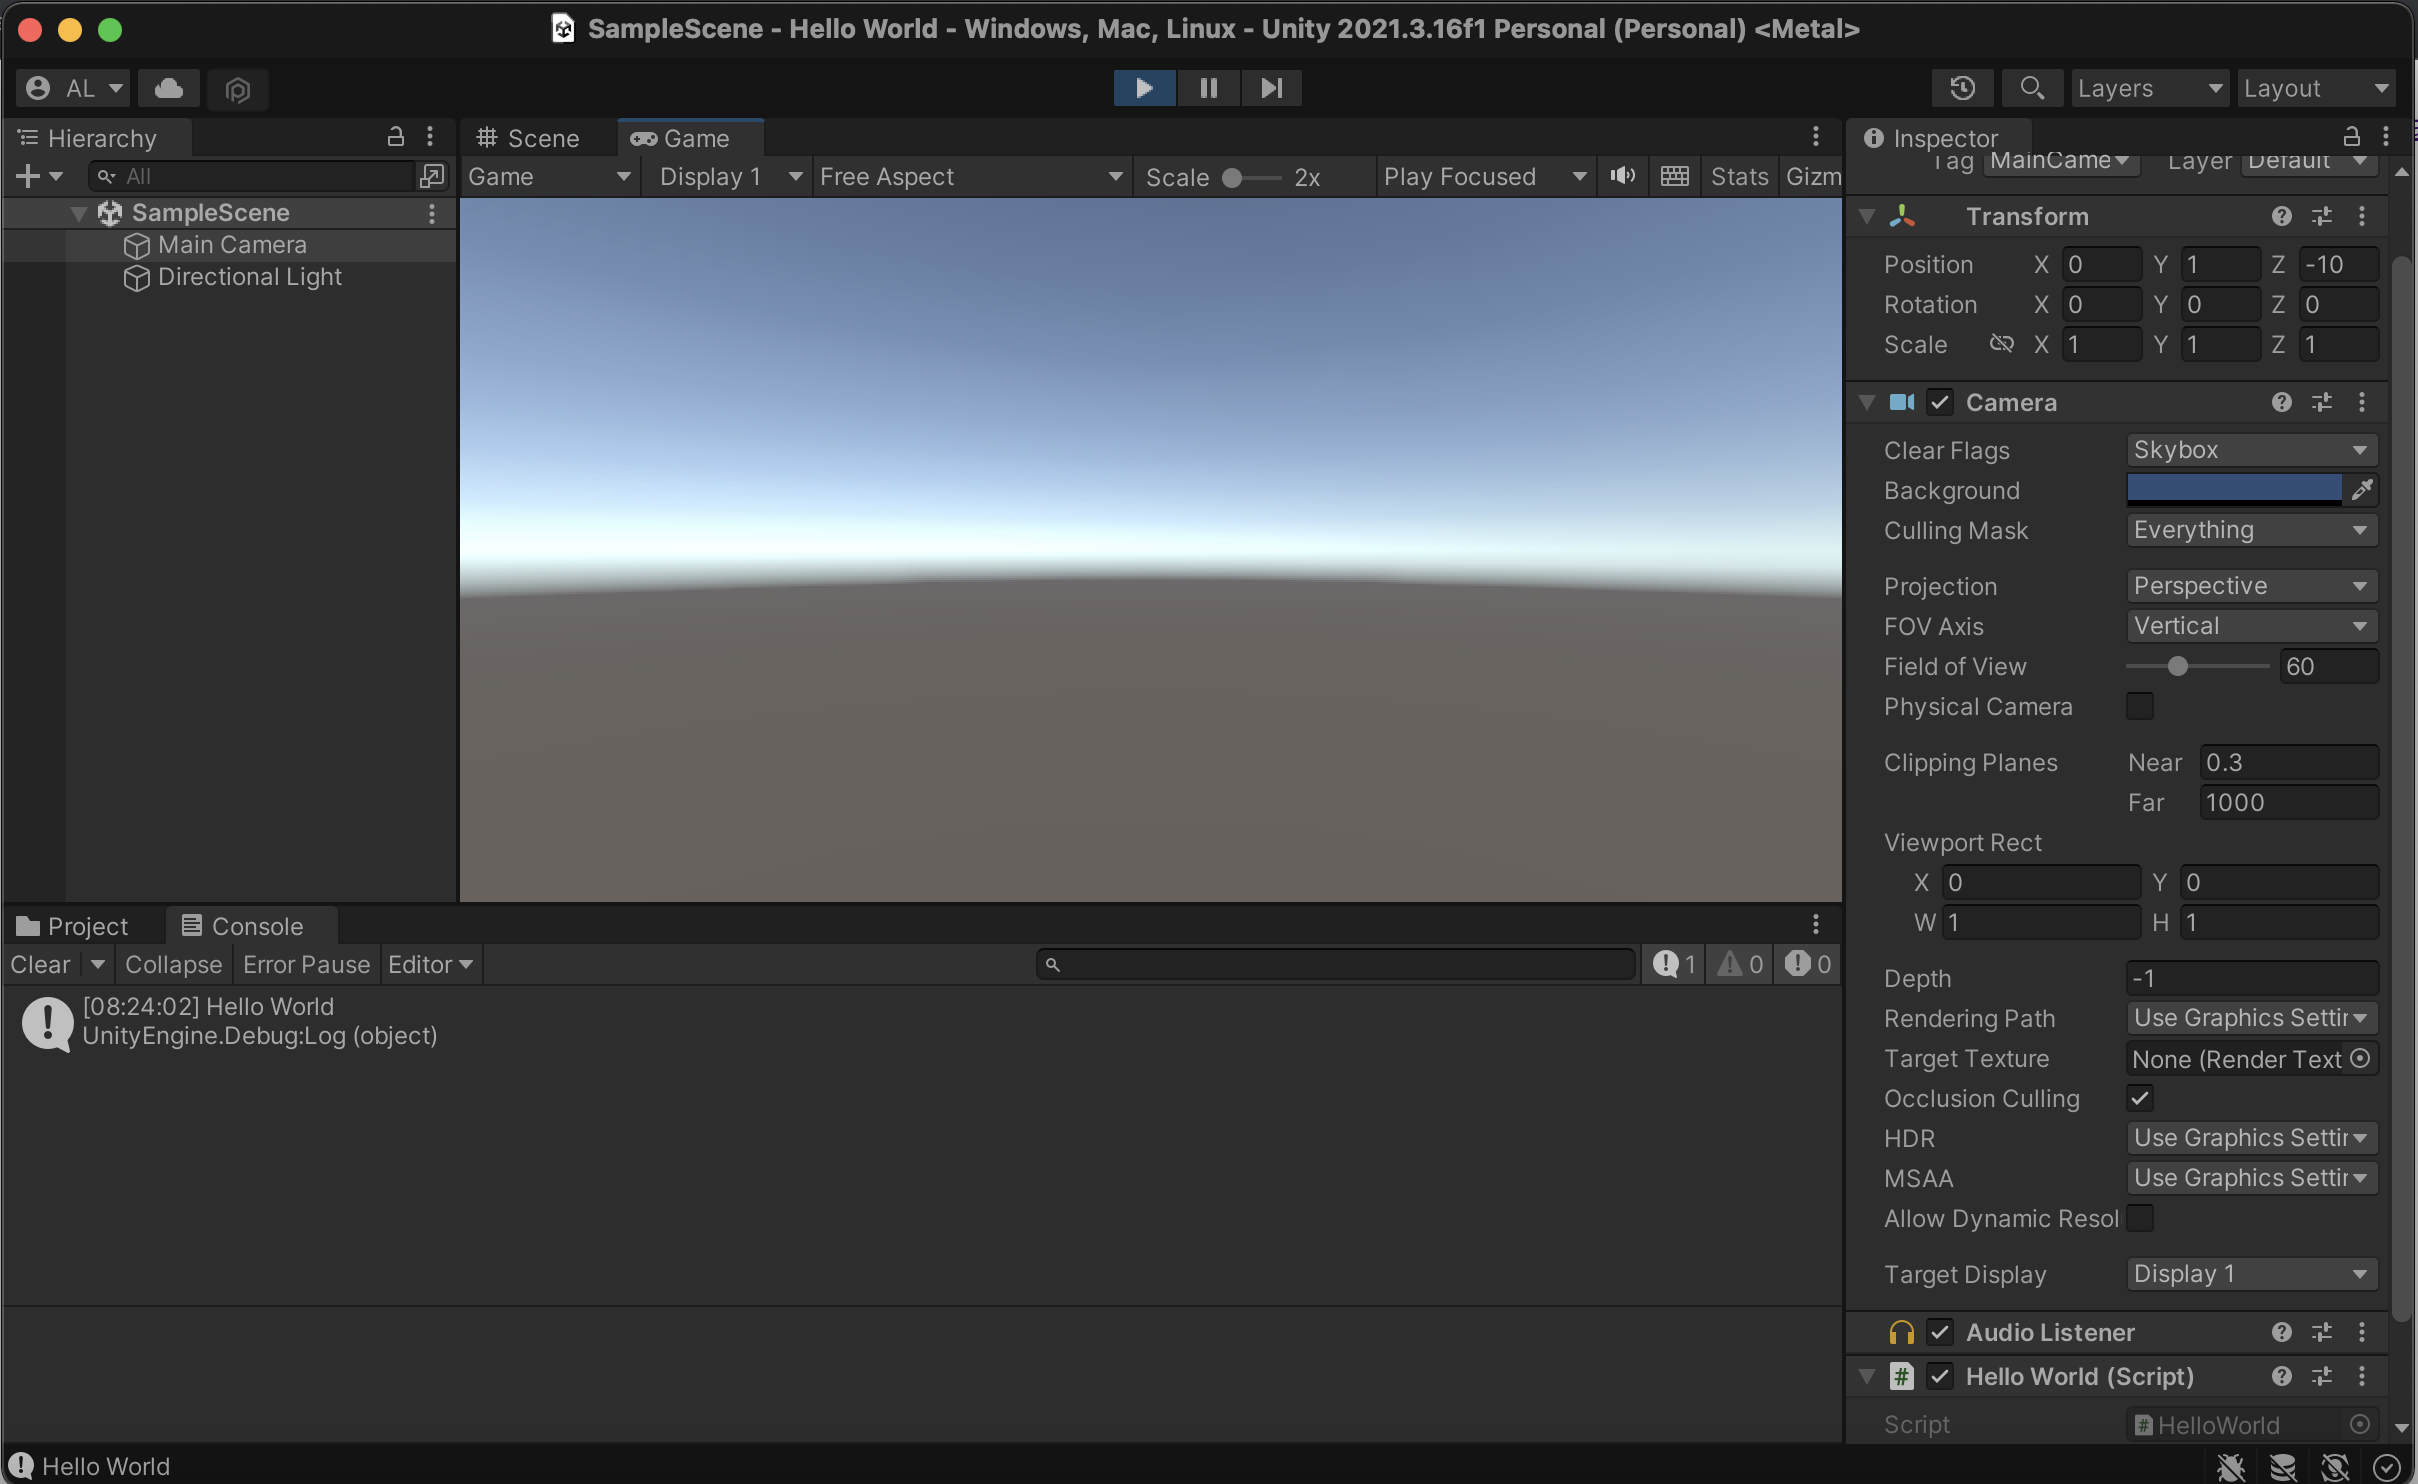 SampleScene - Hello World - Windows, Mac, Linux - Unity 2021.3.16f1 Personal (Personal) <Metal>
AL
Layers
Layout
Hierarchy
All
SampleScene
Main Camera
Directional Light
Scene
Game
Game
Display 1
Free Aspect
Scale 2x
Play Focused
Stats
Gizm
Inspector
Tag MainCame Layer Default
Transform
Position X 0 Y 1 Z -10
Rotation X 0 Y 0 Z 0
Scale X 1 Y 1 Z 1
Camera
Clear Flags Skybox
Background
Culling Mask Everything
Projection Perspective
FOV Axis Vertical
Field of View 60
Physical Camera
Clipping Planes Near 0.3
Far 1000
Viewport Rect
X 0 Y 0
W 1 H 1
Depth -1
Rendering Path Use Graphics Settir
Target Texture None (Render Text
Occlusion Culling
HDR Use Graphics Settir
MSAA Use Graphics Settir
Allow Dynamic Resol
Target Display Display 1
Audio Listener
Hello World (Script)
Script HelloWorld
Project
Console
Clear Collapse Error Pause Editor
1 0 0
[08:24:02] Hello World
UnityEngine.Debug:Log (object)
Hello World